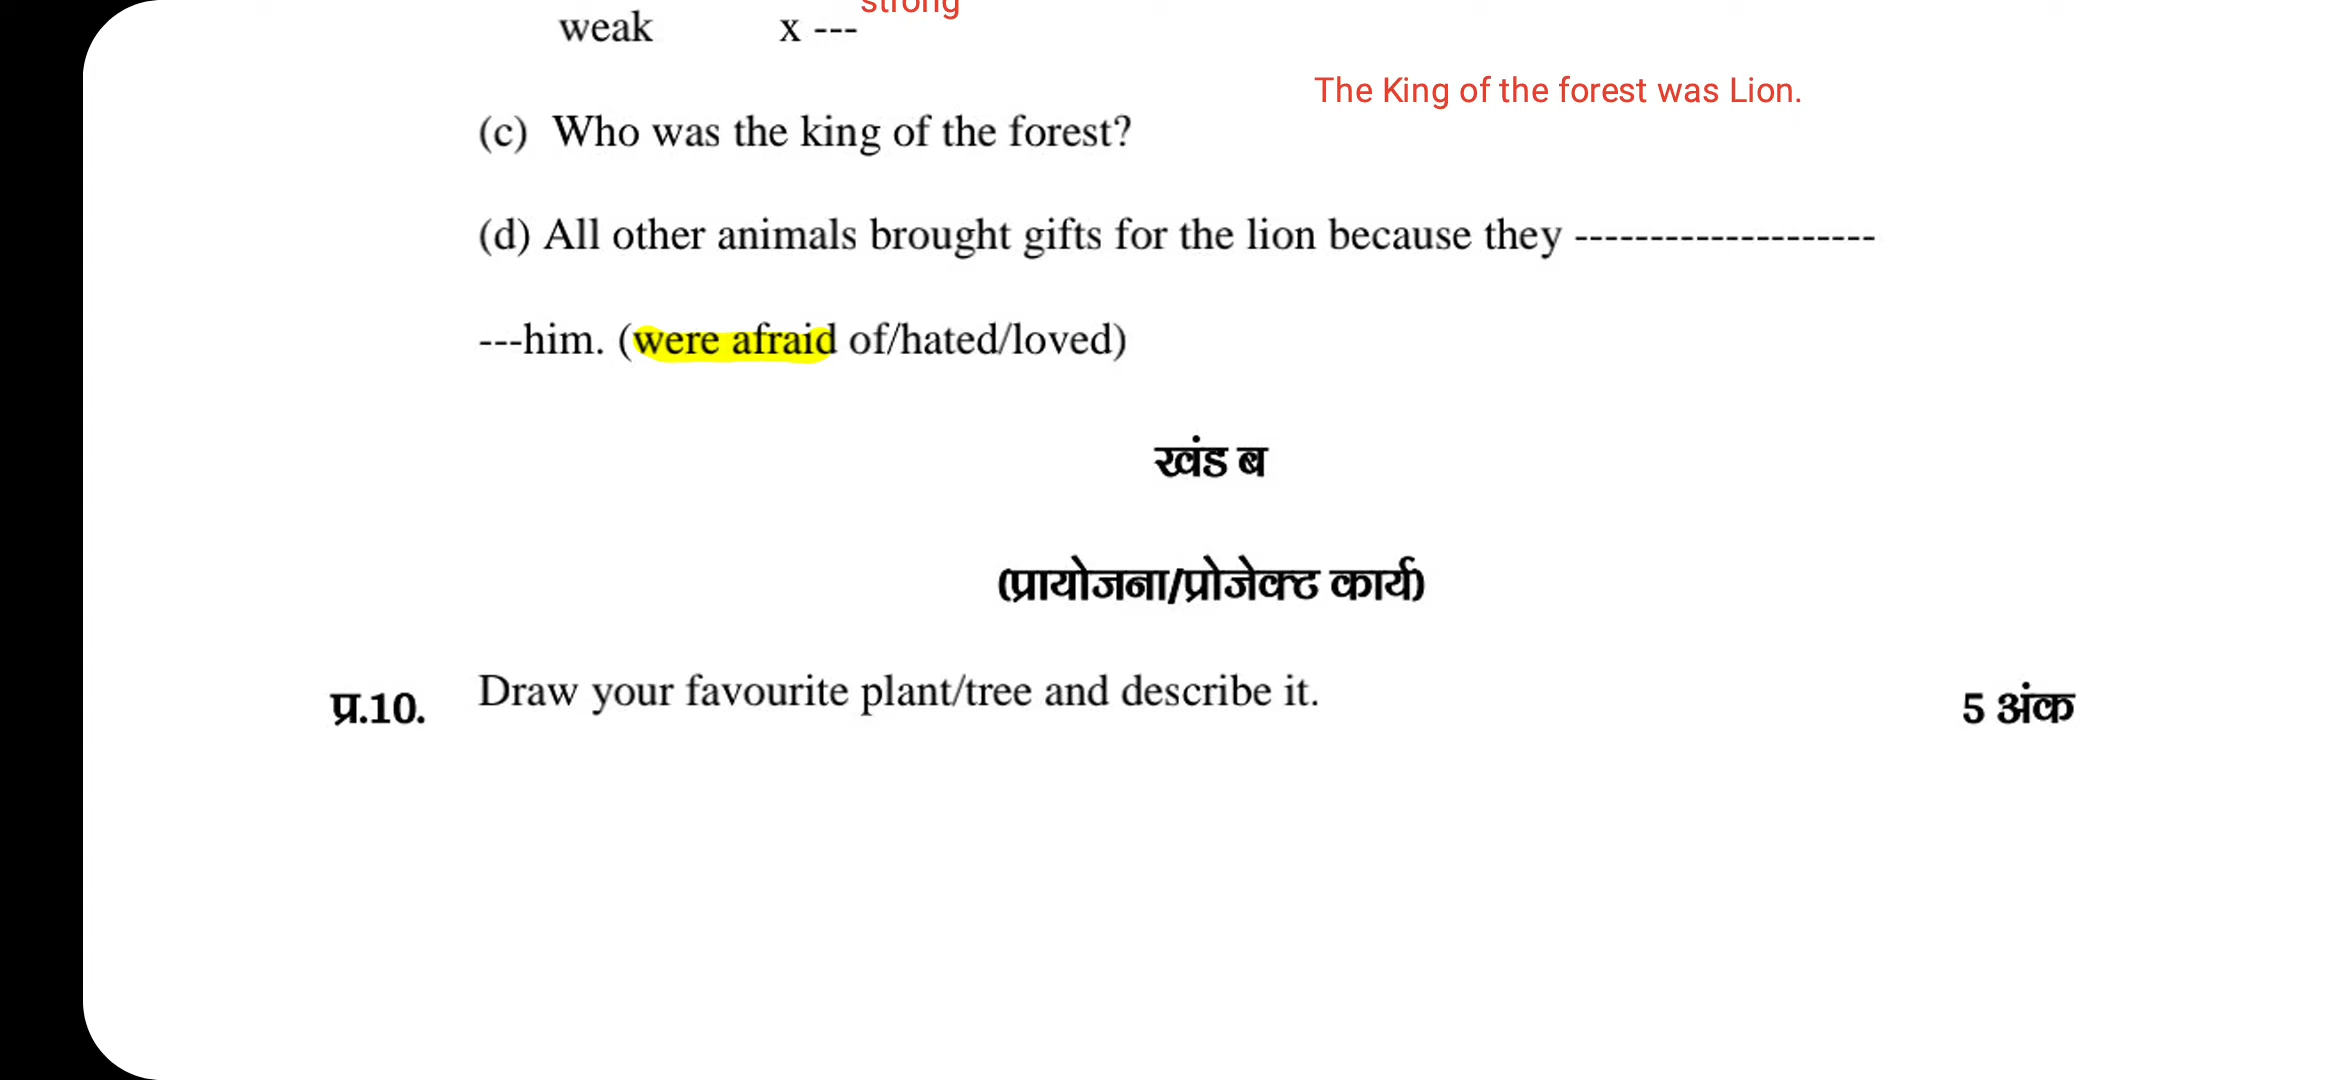 strong
weak x ---
The King of the forest was Lion.
(c) Who was the king of the forest?
(d) All other animals brought gifts for the lion because they --------------------
---him. (were afraid of/hated/loved)
खंड ब
(प्रायोजना/प्रोजेक्ट कार्य)
प्र.10. Draw your favourite plant/tree and describe it. 5 अंक